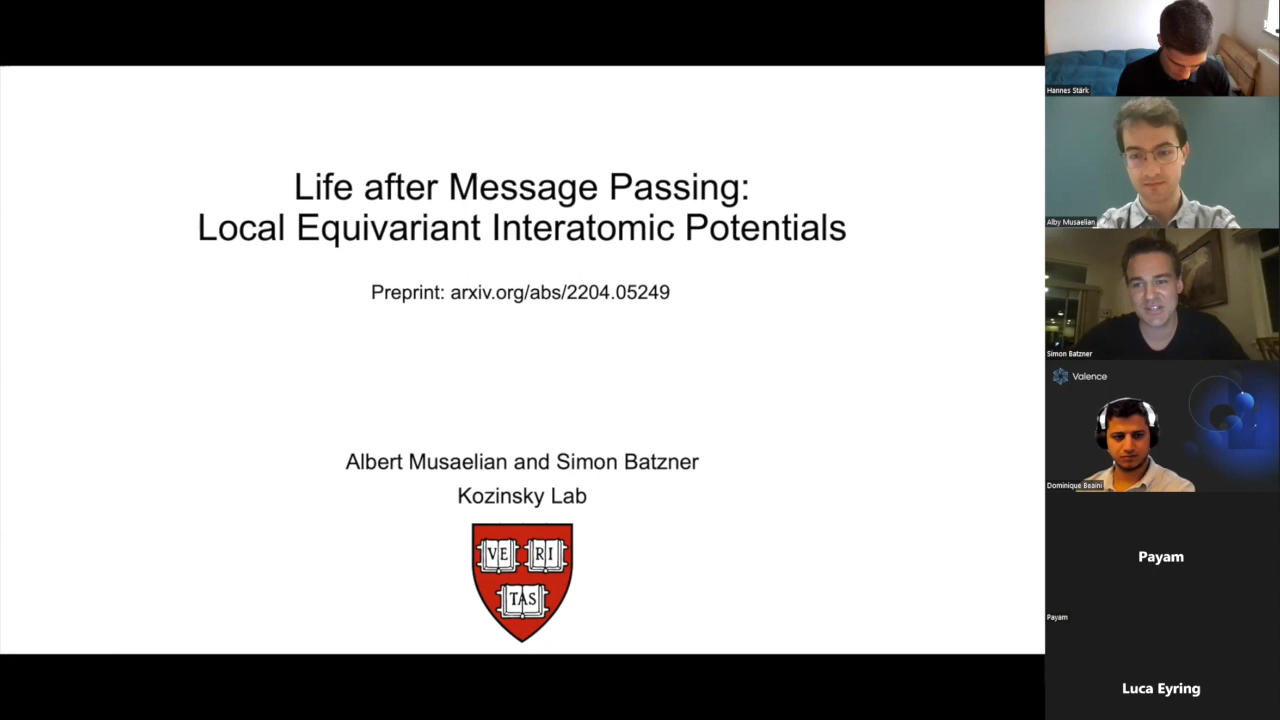 Life after Message Passing:
Local Equivariant Interatomic Potentials
Preprint: arxiv.org/abs/2204.05249
Albert Musaelian and Simon Batzner
Kozinsky Lab
VE RI
TAS
Hannes Stärk
Alby Musaelian
Simon Batzner
Valence
Dominique Beaini
Payam
Payam
Luca Eyring